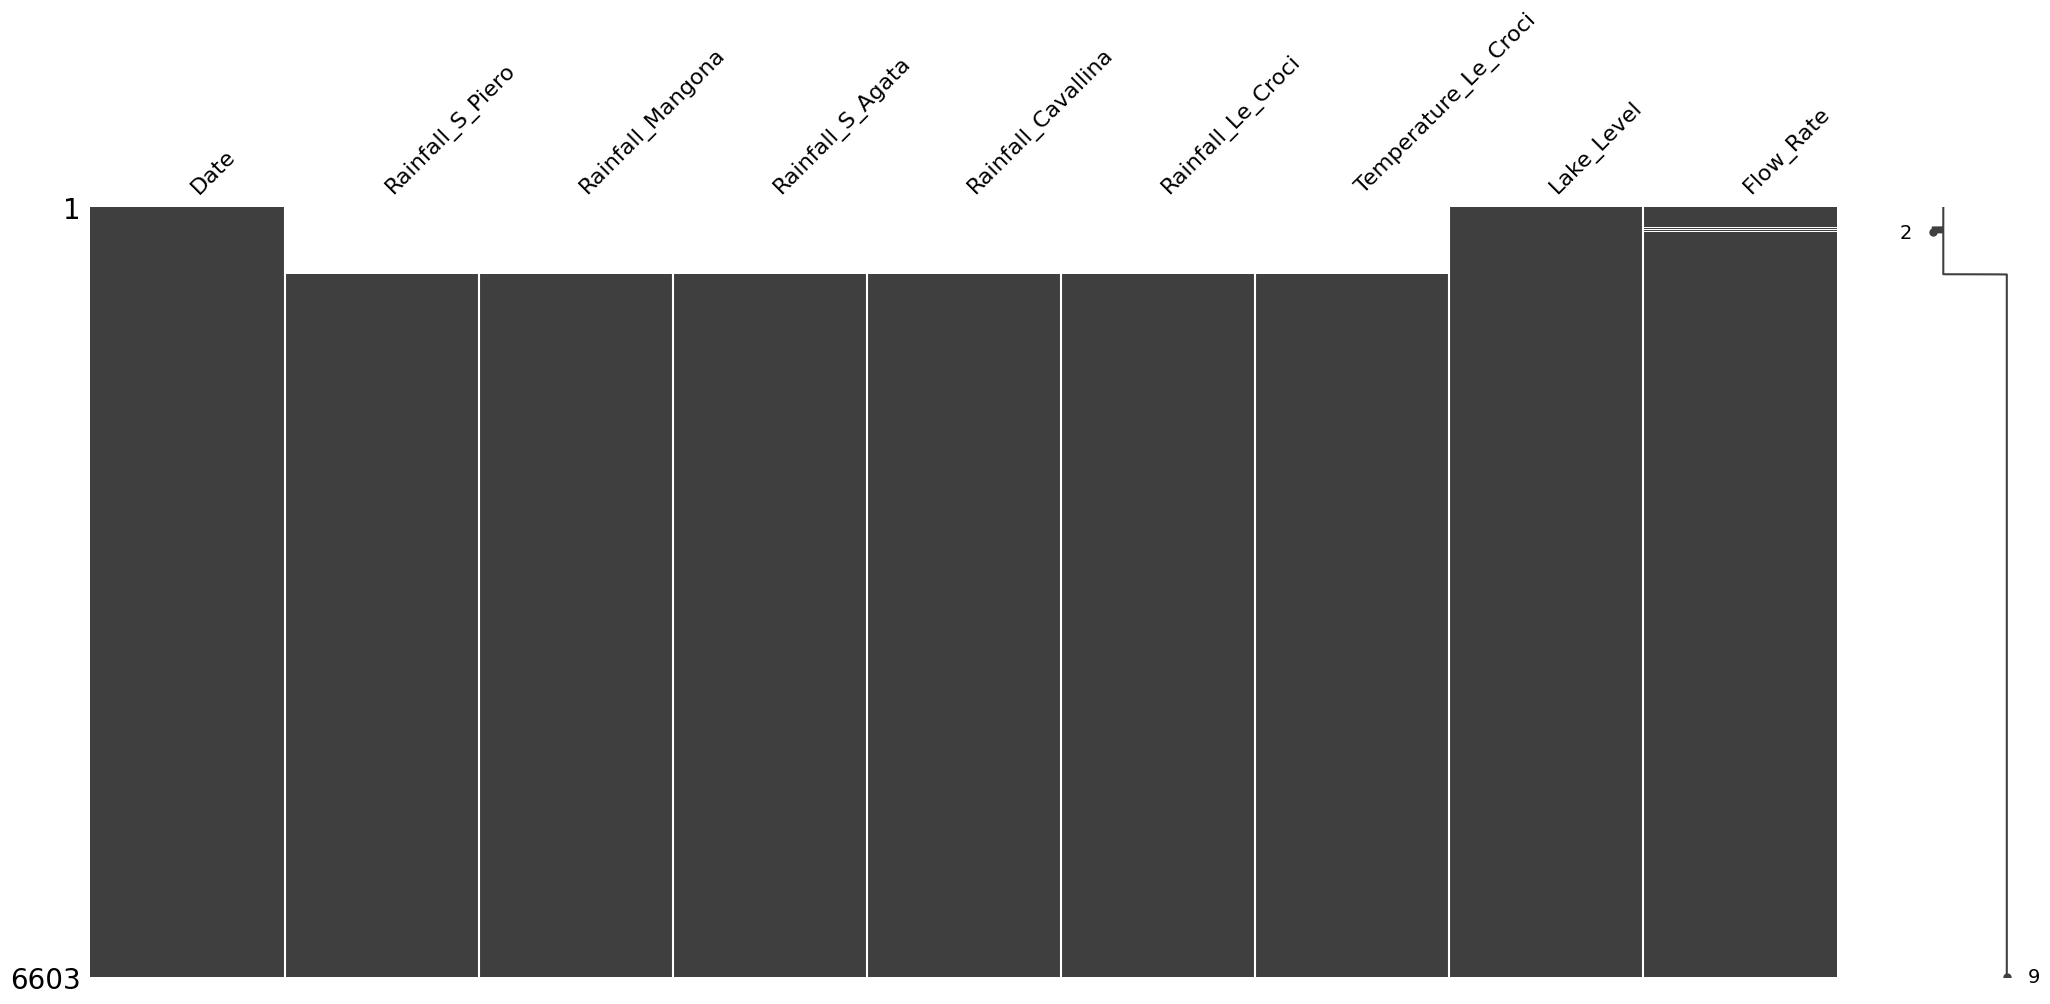 Date
Rainfall_S_Piero
Rainfall_Mangona
Rainfall_S_Agata
Rainfall_Cavallina
Rainfall_Le_Croci
Temperature_Le_Croci
Lake_Level
Flow_Rate
1
2
6603
9